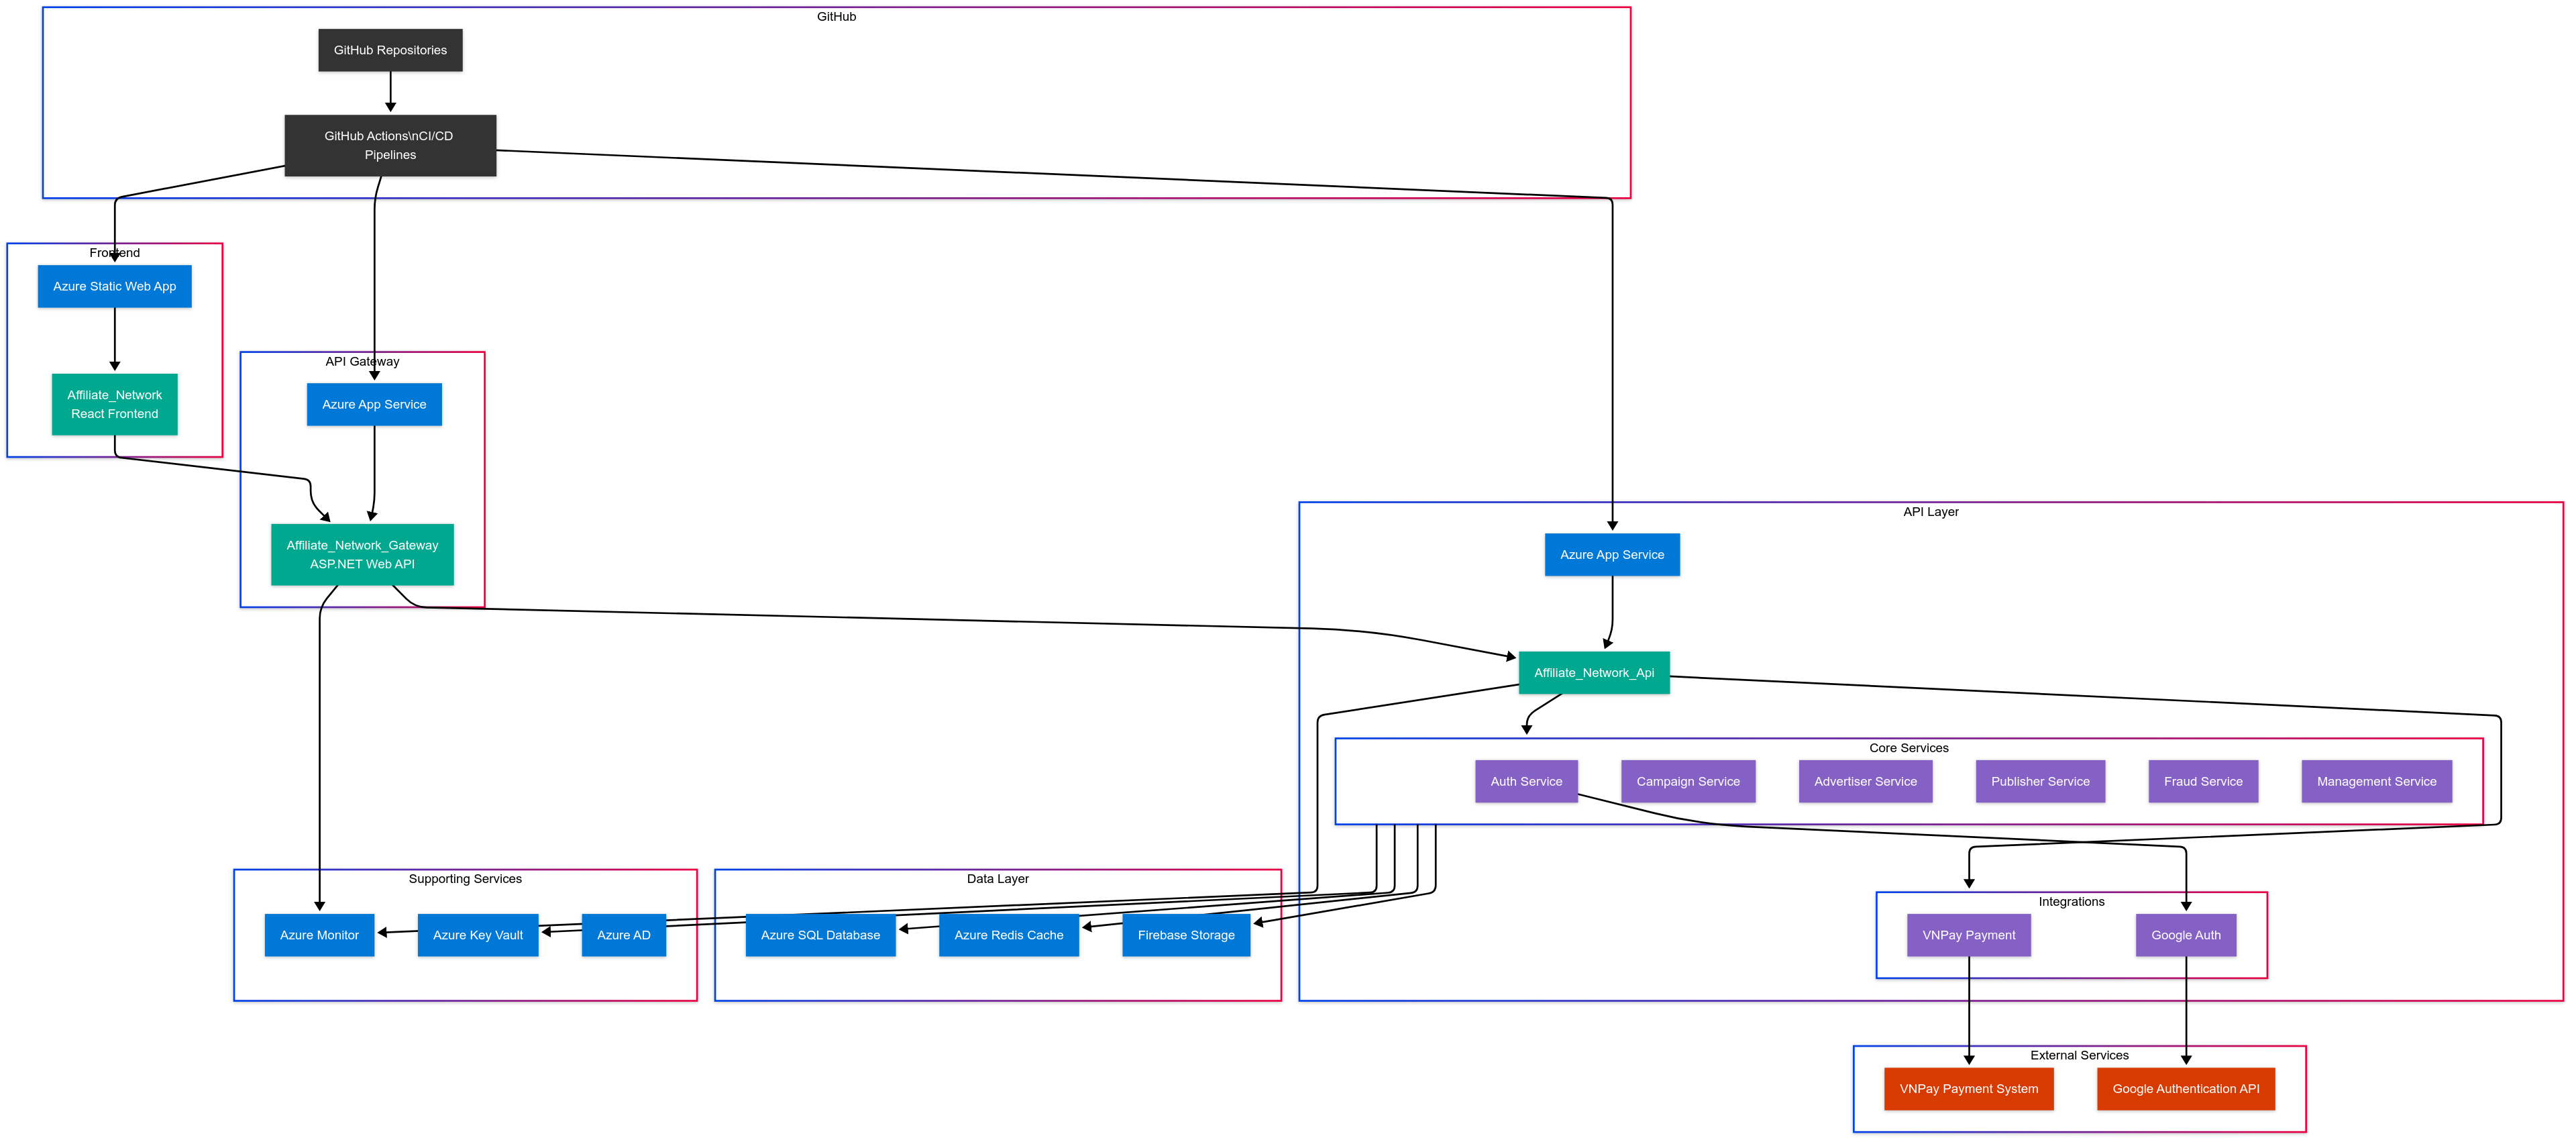 GitHub
GitHub Repositories
GitHub Actions\nCI/CD
Pipelines
Frontend
Azure Static Web App
Affiliate_Network
React Frontend
API Gateway
Azure App Service
Affiliate_Network_Gateway
ASP.NET Web API
API Layer
Azure App Service
Affiliate_Network_Api
Core Services
Auth Service
Campaign Service
Advertiser Service
Publisher Service
Fraud Service
Management Service
Supporting Services
Azure Monitor
Azure Key Vault
Azure AD
Data Layer
Azure SQL Database
Azure Redis Cache
Firebase Storage
Integrations
VNPay Payment
Google Auth
External Services
VNPay Payment System
Google Authentication API